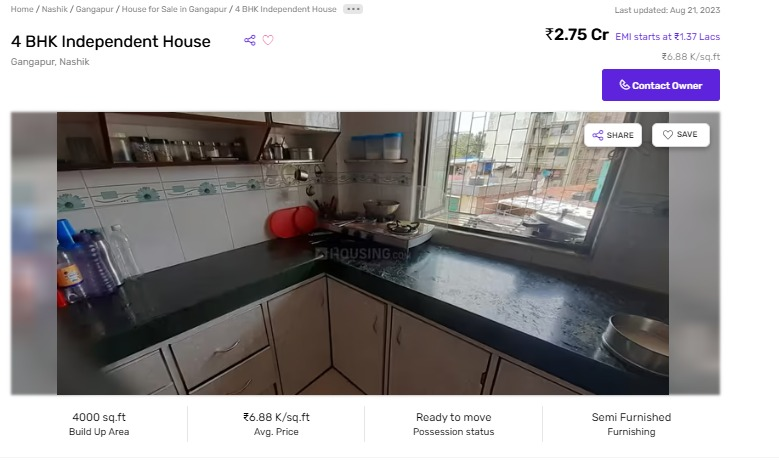 Home / Nashik / Gangapur / House for Sale in Gangapur / 4 BHK Independent House
Last updated: Aug 21, 2023
4 BHK Independent House
₹2.75 Cr EMI starts at ₹1.37 Lacs
Gangapur, Nashik
₹6.88 K/sq.ft
Contact Owner
SHARE
SAVE
HOUSING.COM
4000 sq.ft
Build Up Area
₹6.88 K/sq.ft
Avg. Price
Ready to move
Possession status
Semi Furnished
Furnishing